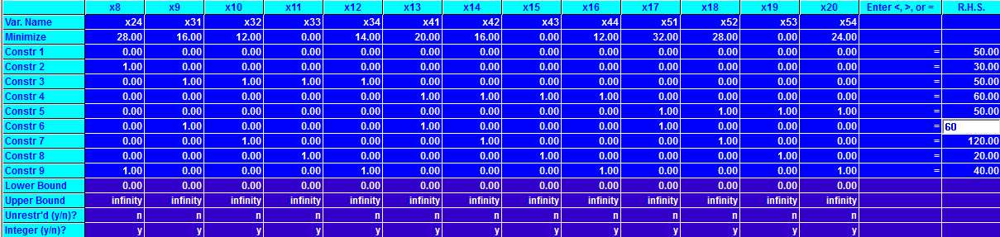 x8 x9 x10 x11 x12 x13 x14 x15 x16 x17 x18 x19 x20 Enter <, >, or = R.H.S.
Var. Name x24 x31 x32 x33 x34 x41 x42 x43 x44 x51 x52 x53 x54
Minimize 28.00 16.00 12.00 0.00 14.00 20.00 16.00 0.00 12.00 32.00 28.00 0.00 24.00
Constr 1 0.00 0.00 0.00 0.00 0.00 0.00 0.00 0.00 0.00 0.00 0.00 0.00 0.00 = 50.00
Constr 2 1.00 0.00 0.00 0.00 0.00 0.00 0.00 0.00 0.00 0.00 0.00 0.00 0.00 = 30.00
Constr 3 0.00 1.00 1.00 1.00 1.00 0.00 0.00 0.00 0.00 0.00 0.00 0.00 0.00 = 50.00
Constr 4 0.00 0.00 0.00 0.00 0.00 1.00 1.00 1.00 1.00 0.00 0.00 0.00 0.00 = 60.00
Constr 5 0.00 0.00 0.00 0.00 0.00 0.00 0.00 0.00 0.00 1.00 1.00 1.00 1.00 = 50.00
Constr 6 0.00 1.00 0.00 0.00 0.00 1.00 0.00 0.00 0.00 1.00 0.00 0.00 0.00 = 60
Constr 7 0.00 0.00 1.00 0.00 0.00 0.00 1.00 0.00 0.00 0.00 1.00 0.00 0.00 = 120.00
Constr 8 0.00 0.00 0.00 1.00 0.00 0.00 0.00 1.00 0.00 0.00 0.00 1.00 0.00 = 20.00
Constr 9 1.00 0.00 0.00 0.00 1.00 0.00 0.00 0.00 1.00 0.00 0.00 0.00 1.00 = 40.00
Lower Bound 0.00 0.00 0.00 0.00 0.00 0.00 0.00 0.00 0.00 0.00 0.00 0.00 0.00
Upper Bound infinity infinity infinity infinity infinity infinity infinity infinity infinity infinity infinity infinity infinity
Unrestr'd (y/n)? n n n n n n n n n n n n n
Integer (y/n)? y y y y y y y y y y y y y